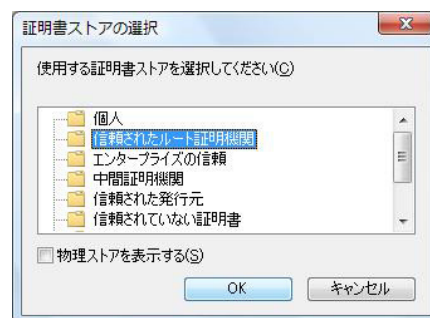 証明書ストアの選択
使用する証明書ストアを選択してください(C)
個人
信頼されたルート証明機関
エンタープライズの信頼
中間証明機関
信頼された発行元
信頼されていない証明書
物理ストアを表示する(S)
OK
キャンセル